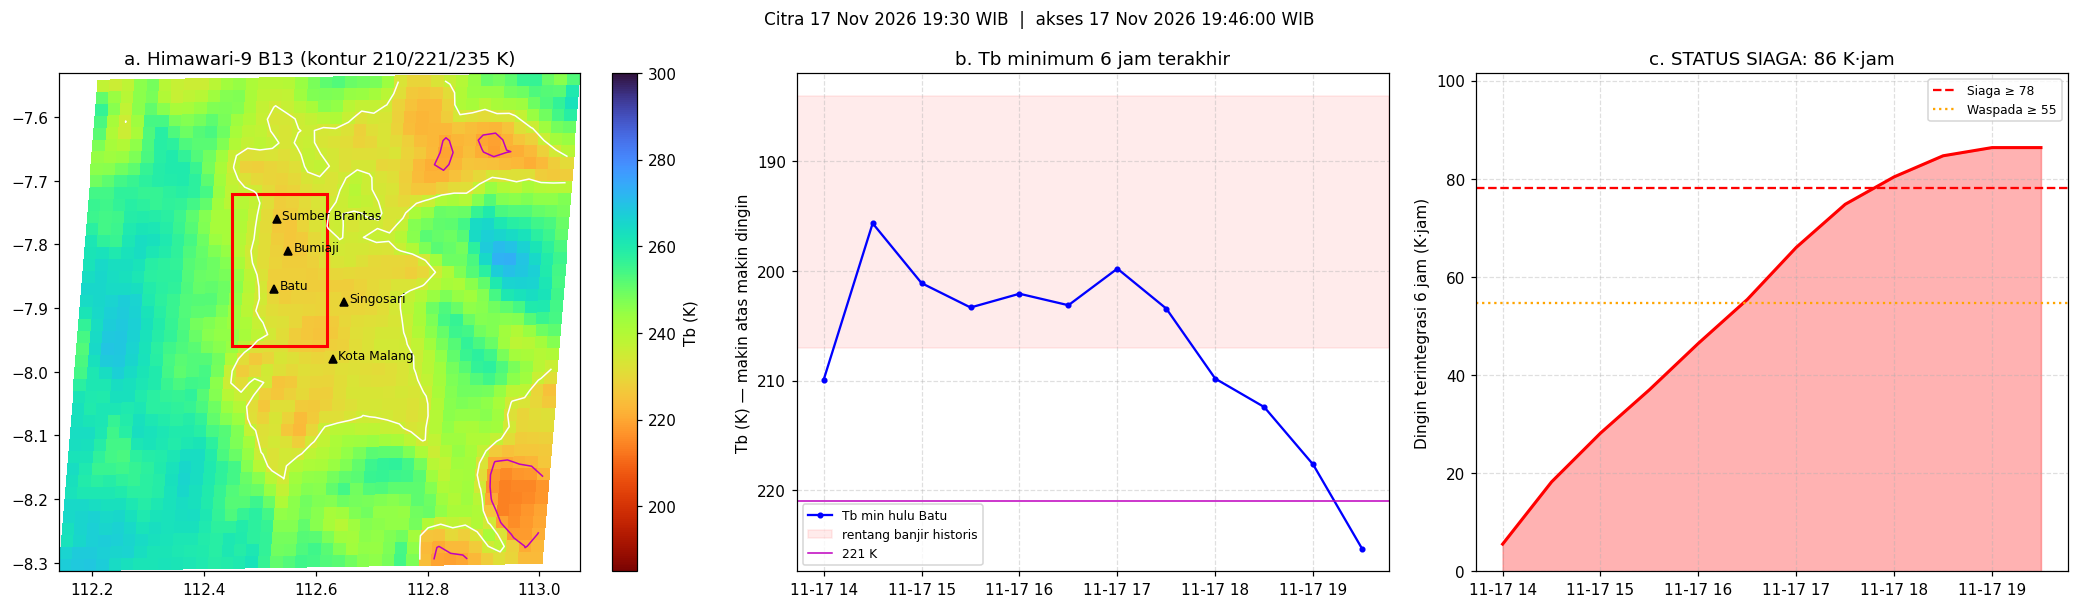 Citra 17 Nov 2026 19:30 WIB | akses 17 Nov 2026 19:46:00 WIB
a. Himawari-9 B13 (kontur 210/221/235 K)
−7.6
−7.7
−7.8
−7.9
−8.0
−8.1
−8.2
−8.3
112.2
112.4
112.6
112.8
113.0
Sumber Brantas
Bumiaji
Batu
Singosari
Kota Malang
300
280
260
240
220
200
Tb (K)
b. Tb minimum 6 jam terakhir
Tb (K) — makin atas makin dingin
190
200
210
220
Tb min hulu Batu
rentang banjir historis
221 K
11-17 14
11-17 15
11-17 16
11-17 17
11-17 18
11-17 19
c. STATUS SIAGA: 86 K·jam
Dingin terintegrasi 6 jam (K·jam)
100
80
60
40
20
0
Siaga ≥ 78
Waspada ≥ 55
11-17 14
11-17 15
11-17 16
11-17 17
11-17 18
11-17 19